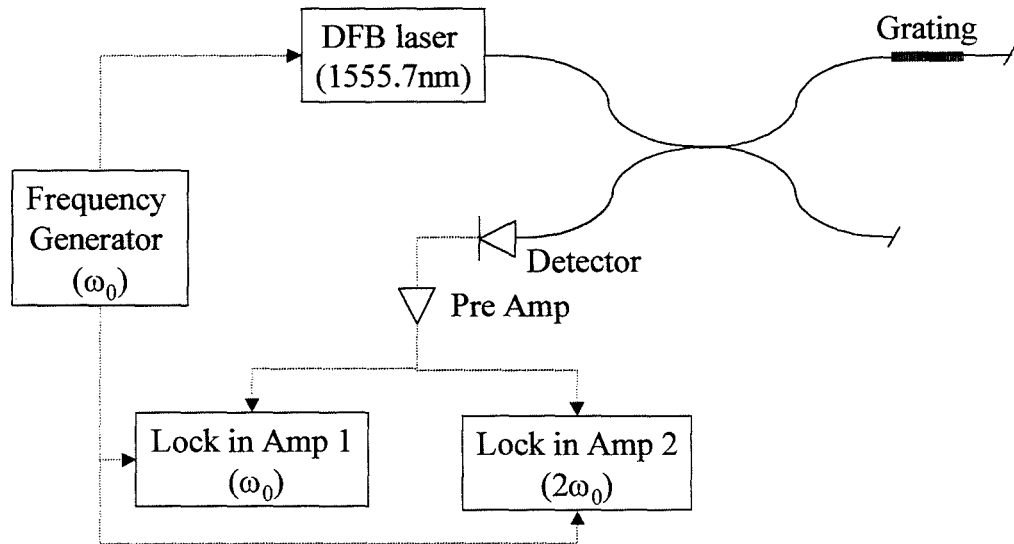 DFB laser
(1555.7nm)
Grating
Frequency
Generator
(ω₀)
Detector
Pre Amp
Lock in Amp 1
(ω₀)
Lock in Amp 2
(2ω₀)